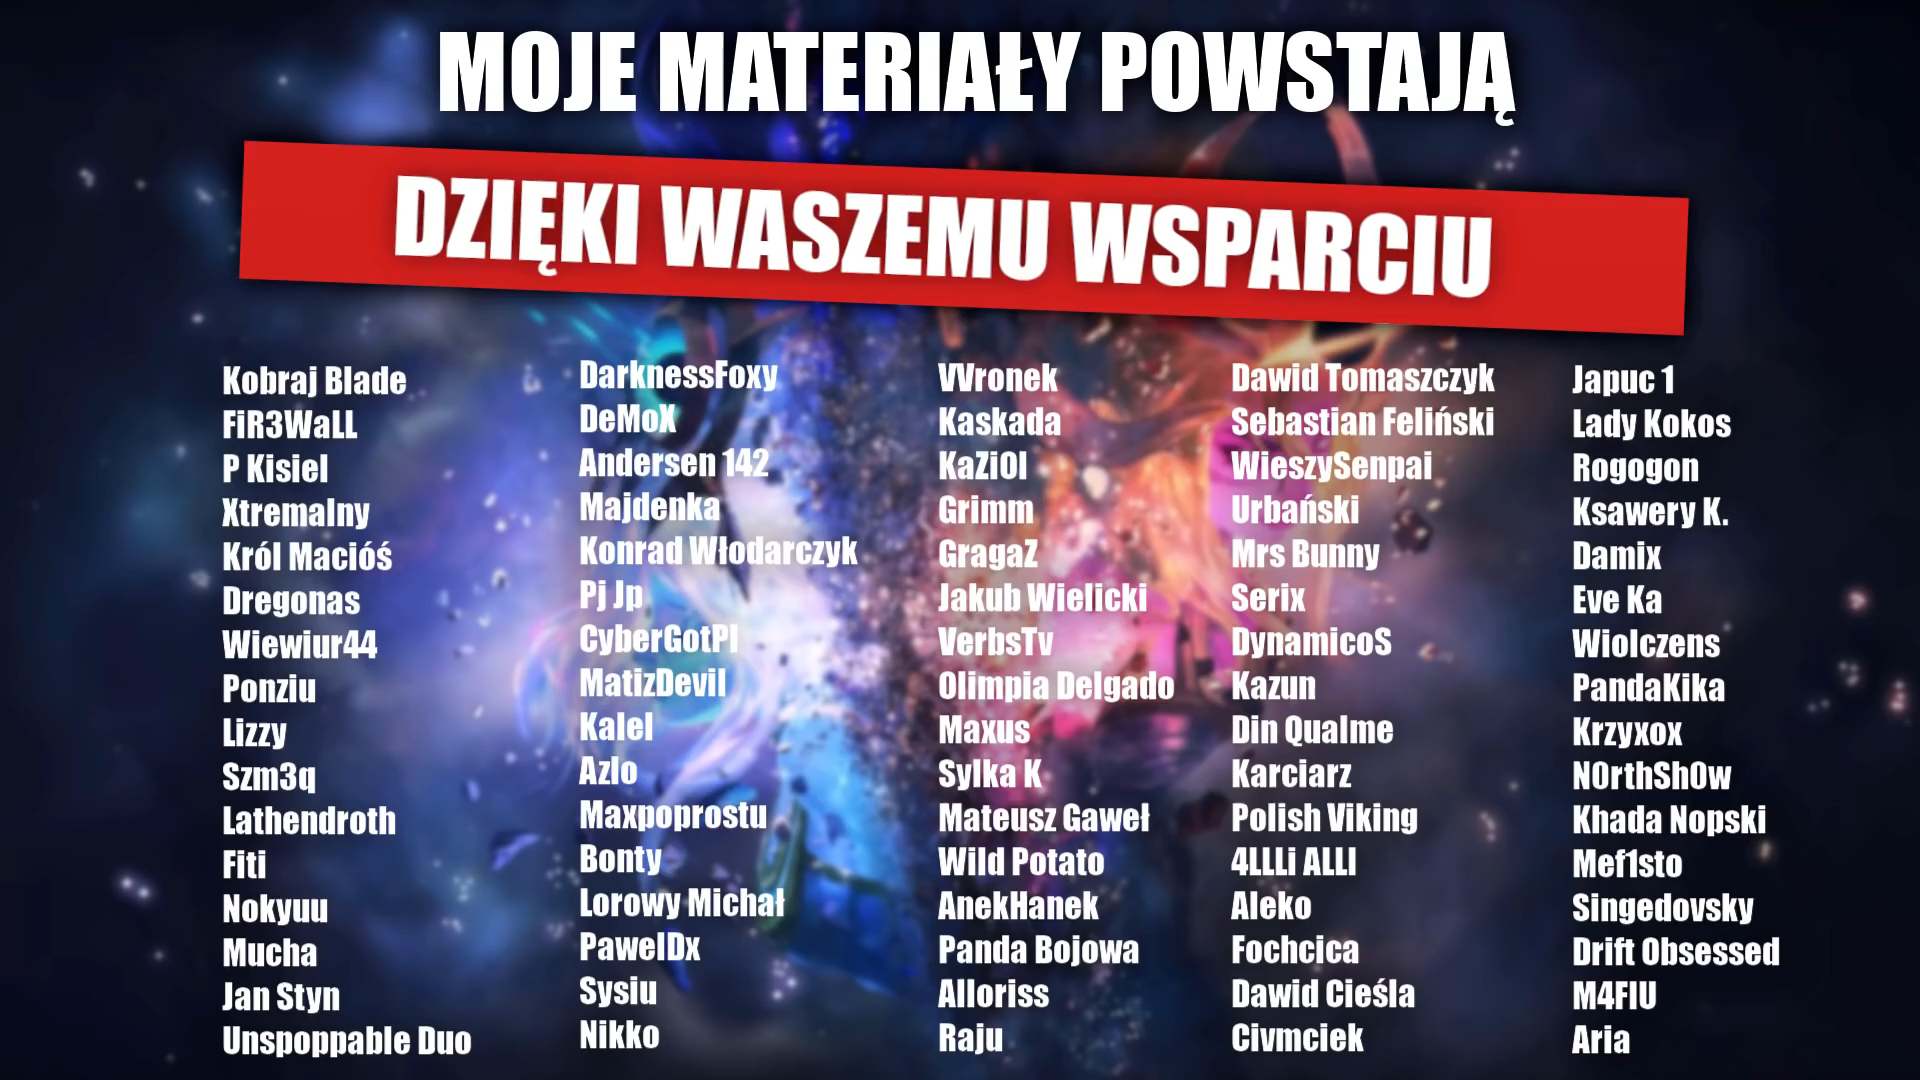 MOJE MATERIAŁY POWSTAJĄ
DZIĘKI WASZEMU WSPARCIU
Kobraj Blade
FiR3WaLL
P Kisiel
Xtremalny
Król Macióś
Dregonas
Wiewiur44
Ponziu
Lizzy
Szm3q
Lathendroth
Fiti
Nokyuu
Mucha
Jan Styn
Unspoppable Duo
DarknessFoxy
DeMoX
Andersen 142
Majdenka
Konrad Włodarczyk
Pj Jp
CyberGotPl
MatizDevil
Kalel
Azlo
Maxpoprostu
Bonty
Lorowy Michał
PawelDx
Sysiu
Nikko
VVronek
Kaskada
KaZiOl
Grimm
GragaZ
Jakub Wielicki
VerbsTv
Olimpia Delgado
Maxus
Sylka K
Mateusz Gaweł
Wild Potato
AnekHanek
Panda Bojowa
Alloriss
Raju
Dawid Tomaszczyk
Sebastian Feliński
WieszySenpai
Urbański
Mrs Bunny
Serix
DynamicoS
Kazun
Din Qualme
Karciarz
Polish Viking
4LLLi ALLI
Aleko
Fochcica
Dawid Cieśla
Civmciek
Japuc 1
Lady Kokos
Rogogon
Ksawery K.
Damix
Eve Ka
Wiolczens
PandaKika
Krzyxox
N0rthSh0w
Khada Nopski
Mef1sto
Singedovsky
Drift Obsessed
M4FIU
Aria